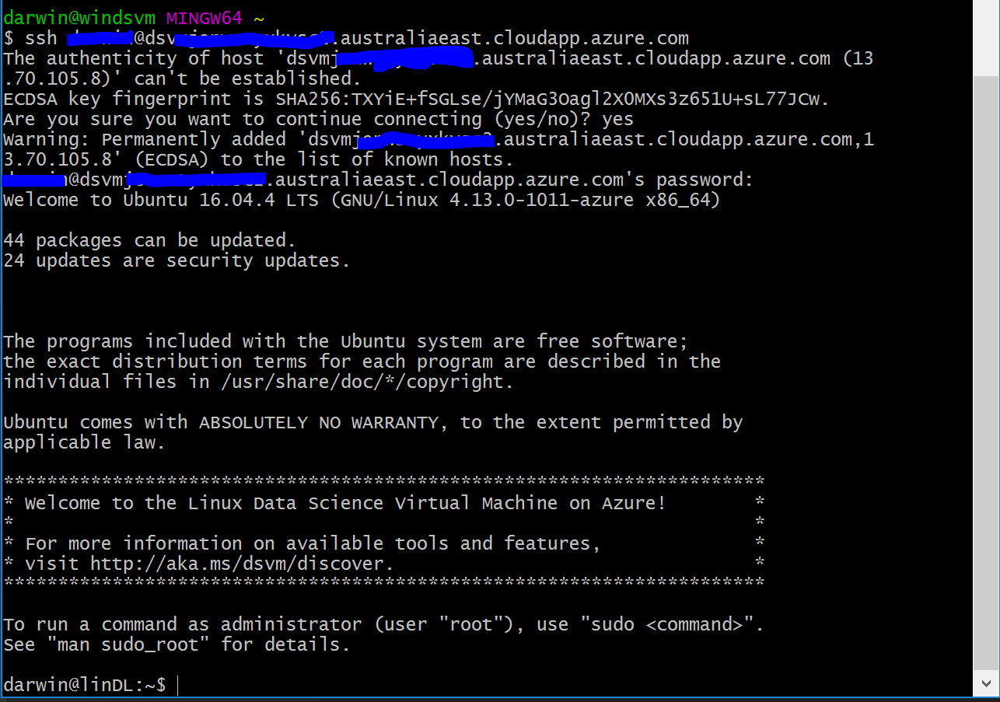 darwin@windsvm MINGW64 ~
$ ssh @dsv.australiaeast.cloudapp.azure.com
The authenticity of host 'dsvmj.australiaeast.cloudapp.azure.com (13
.70.105.8)' can't be established.
ECDSA key fingerprint is SHA256:TXYiE+fSGLse/jYMaG3Oagl2X0MXs3z651U+sL77JCw.
Are you sure you want to continue connecting (yes/no)? yes
Warning: Permanently added 'dsvmj.australiaeast.cloudapp.azure.com,1
3.70.105.8' (ECDSA) to the list of known hosts.
@dsvmj.australiaeast.cloudapp.azure.com's password:
Welcome to Ubuntu 16.04.4 LTS (GNU/Linux 4.13.0-1011-azure x86_64)
44 packages can be updated.
24 updates are security updates.
The programs included with the Ubuntu system are free software;
the exact distribution terms for each program are described in the
individual files in /usr/share/doc/*/copyright.
Ubuntu comes with ABSOLUTELY NO WARRANTY, to the extent permitted by
applicable law.
**********************************************************************
* Welcome to the Linux Data Science Virtual Machine on Azure! *
* *
* For more information on available tools and features, *
* visit http://aka.ms/dsvm/discover. *
**********************************************************************
To run a command as administrator (user "root"), use "sudo <command>".
See "man sudo_root" for details.
darwin@linDL:~$